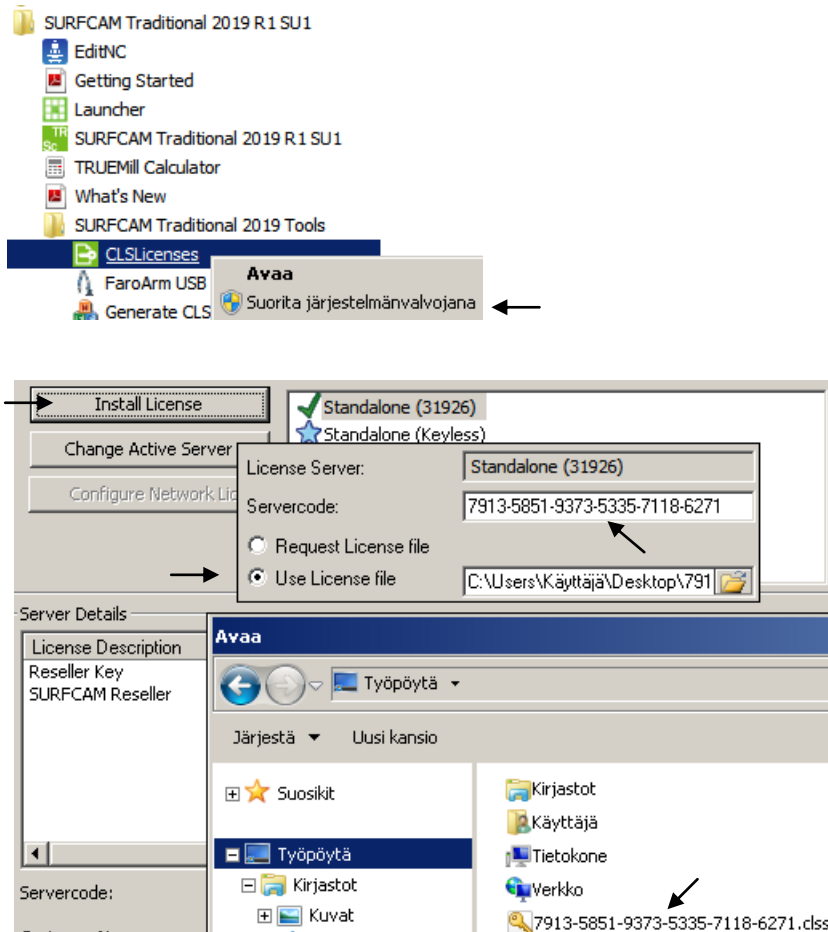 SURFCAM Traditional 2019 R1 SU1
EditNC
Getting Started
Launcher
SURFCAM Traditional 2019 R1 SU1
TRUEMill Calculator
What's New
SURFCAM Traditional 2019 Tools
CLSLicenses
Avaa
FaroArm USB
Suorita järjestelmänvalvojana
Generate CLS
Install License
Standalone (31926)
Standalone (Keyless)
Change Active Server
License Server:
Standalone (31926)
Configure Network Lic
Servercode:
7913-5851-9373-5335-7118-6271
Request License file
Use License file
C:\Users\Käyttäjä\Desktop\791
Server Details
License Description
Reseller Key
SURFCAM Reseller
Avaa
Työpöytä
Järjestä
Uusi kansio
Suosikit
Kirjastot
Käyttäjä
Työpöytä
Tietokone
Kirjastot
Verkko
Kuvat
7913-5851-9373-5335-7118-6271.clss
Servercode: